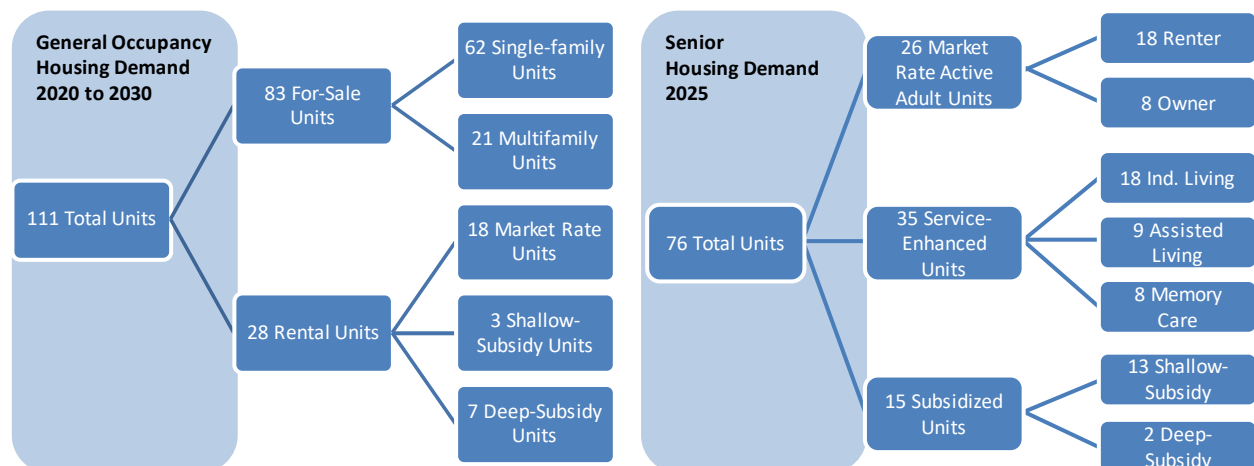 General Occupancy
Housing Demand
2020 to 2030
111 Total Units
83 For-Sale
Units
62 Single-family
Units
21 Multifamily
Units
28 Rental Units
18 Market Rate
Units
3 Shallow-
Subsidy Units
7 Deep-Subsidy
Units
Senior
Housing Demand
2025
76 Total Units
26 Market
Rate Active
Adult Units
18 Renter
8 Owner
35 Service-
Enhanced
Units
18 Ind. Living
9 Assisted
Living
8 Memory
Care
15 Subsidized
Units
13 Shallow-
Subsidy
2 Deep-
Subsidy